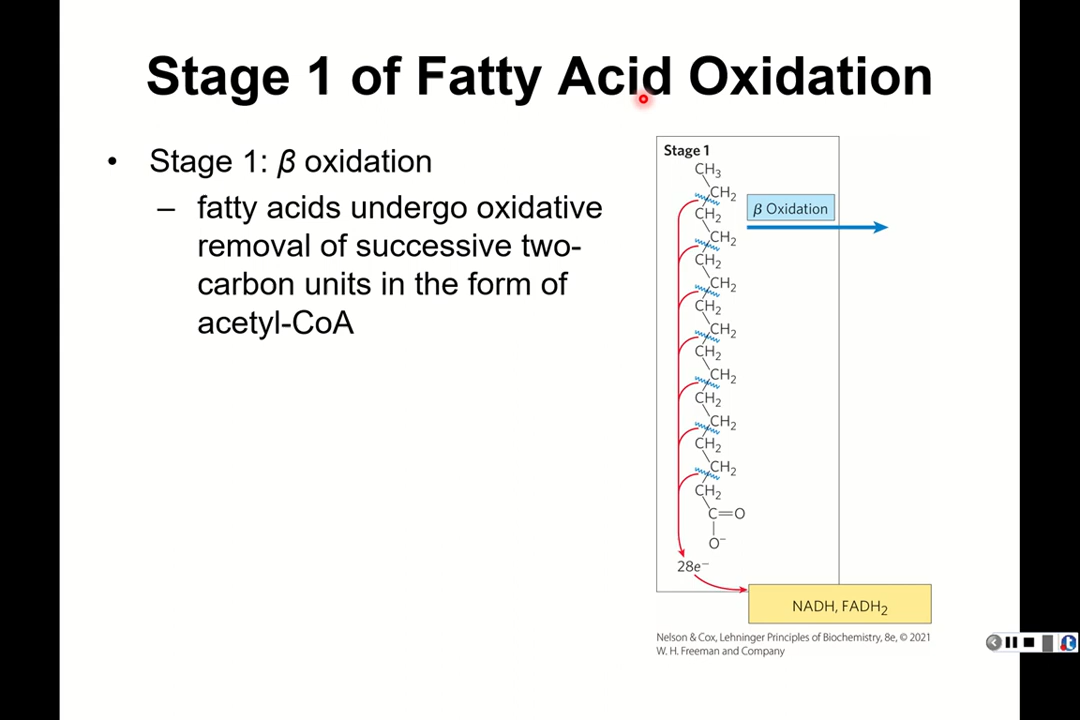 Stage 1 of Fatty Acid Oxidation
• Stage 1: β oxidation
– fatty acids undergo oxidative
removal of successive two-
carbon units in the form of
acetyl-CoA
Stage 1
CH₃
CH₂
CH₂
CH₂
CH₂
CH₂
CH₂
CH₂
CH₂
CH₂
CH₂
CH₂
CH₂
CH₂
CH₂
C=O
O⁻
28e⁻
β Oxidation
NADH, FADH₂
Nelson & Cox, Lehninger Principles of Biochemistry, 8e, © 2021
W. H. Freeman and Company